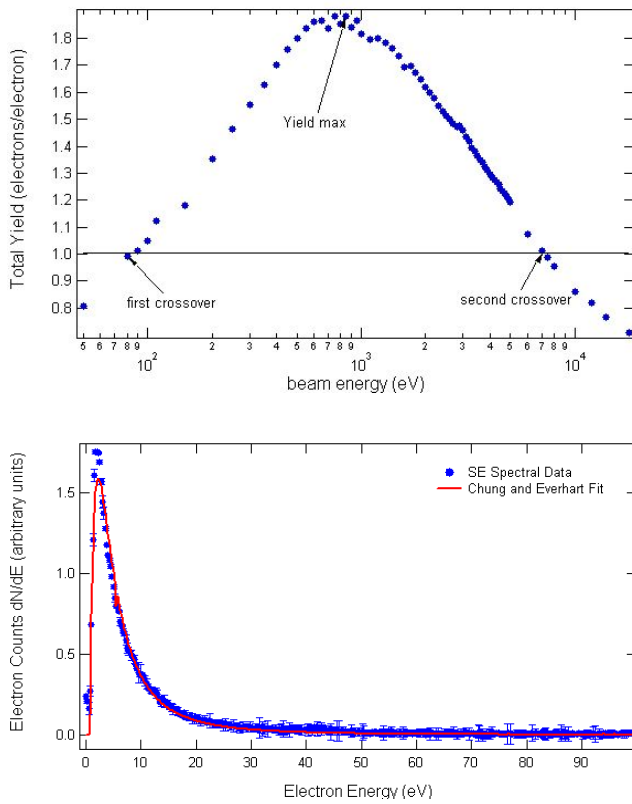 Total Yield (electrons/electron)
1.8
1.7
1.6
1.5
1.4
1.3
1.2
1.1
1.0
0.9
0.8
Yield max
first crossover
second crossover
5 6 7 8 9 10² 2 3 4 5 6 7 8 9 10³ 2 3 4 5 6 7 8 9 10⁴
beam energy (eV)
Electron Counts dN/dE (arbitrary units)
1.5
1.0
0.5
0.0
SE Spectral Data
Chung and Everhart Fit
0 10 20 30 40 50 60 70 80 90
Electron Energy (eV)